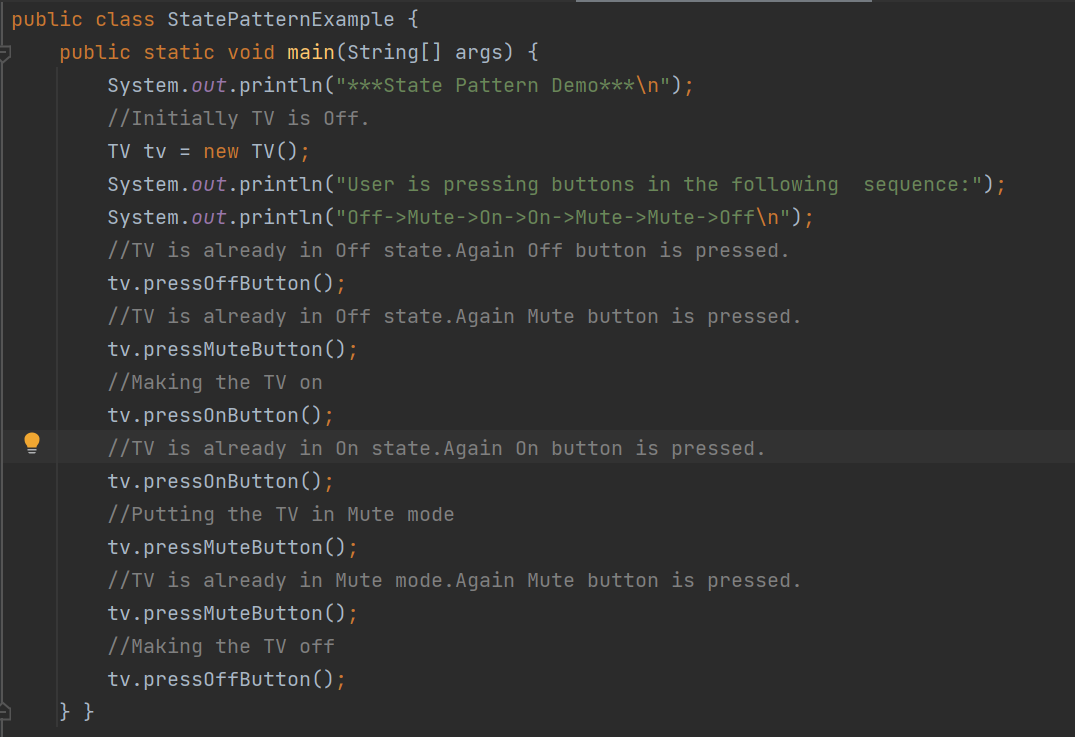 public class StatePatternExample {
public static void main(String[] args) {
System.out.println("***State Pattern Demo***\n");
//Initially TV is Off.
TV tv = new TV();
System.out.println("User is pressing buttons in the following  sequence:");
System.out.println("Off->Mute->On->On->Mute->Mute->Off\n");
//TV is already in Off state.Again Off button is pressed.
tv.pressOffButton();
//TV is already in Off state.Again Mute button is pressed.
tv.pressMuteButton();
//Making the TV on
tv.pressOnButton();
//TV is already in On state.Again On button is pressed.
tv.pressOnButton();
//Putting the TV in Mute mode
tv.pressMuteButton();
//TV is already in Mute mode.Again Mute button is pressed.
tv.pressMuteButton();
//Making the TV off
tv.pressOffButton();
} }